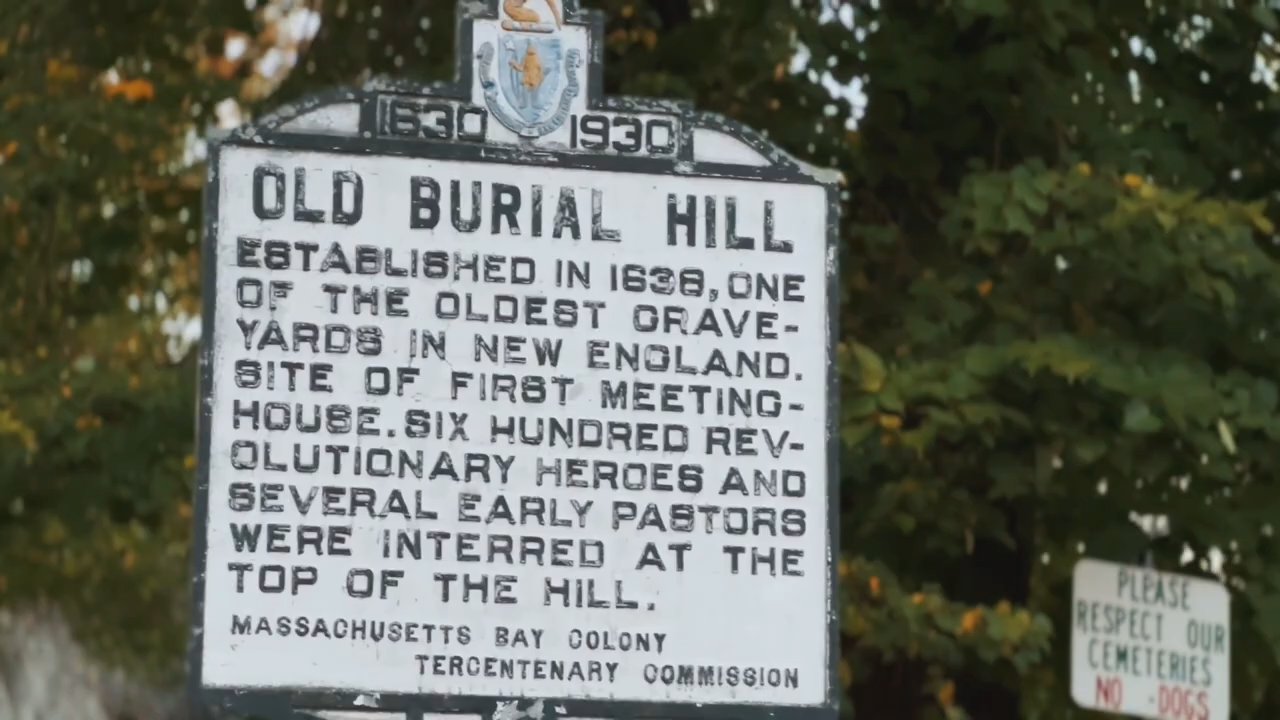 1630 1930
OLD BURIAL HILL
ESTABLISHED IN 1638, ONE
OF THE OLDEST GRAVE-
YARDS IN NEW ENGLAND.
SITE OF FIRST MEETING-
HOUSE. SIX HUNDRED REV-
OLUTIONARY HEROES AND
SEVERAL EARLY PASTORS
WERE INTERRED AT THE
TOP OF THE HILL.
MASSACHUSETTS BAY COLONY
TERCENTENARY COMMISSION
PLEASE
RESPECT OUR
CEMETERIES
NO DOGS